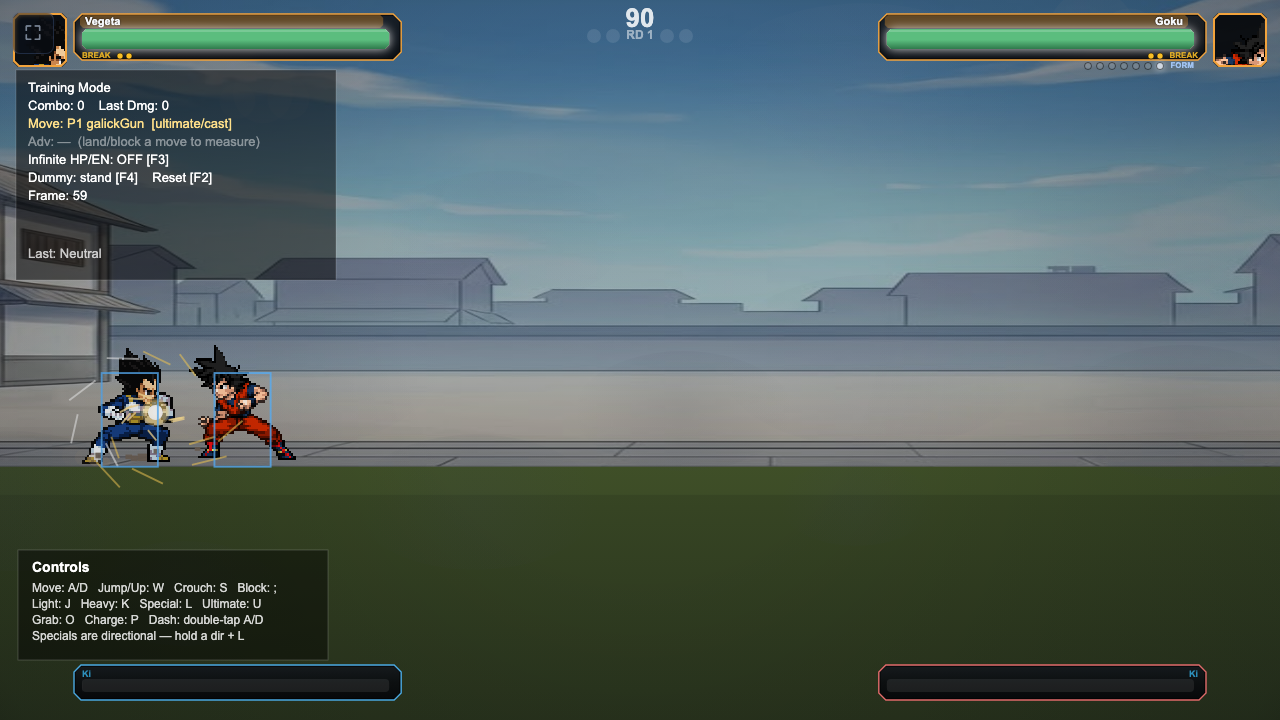 Vegeta
BREAK
90
RD 1
Goku
BREAK
FORM
Training Mode
Combo: 0    Last Dmg: 0
Move: P1 galickGun  [ultimate/cast]
Adv: —  (land/block a move to measure)
Infinite HP/EN: OFF [F3]
Dummy: stand [F4]    Reset [F2]
Frame: 59
Last: Neutral
Controls
Move: A/D   Jump/Up: W   Crouch: S   Block: ;
Light: J   Heavy: K   Special: L   Ultimate: U
Grab: O   Charge: P   Dash: double-tap A/D
Specials are directional — hold a dir + L
Ki
Ki